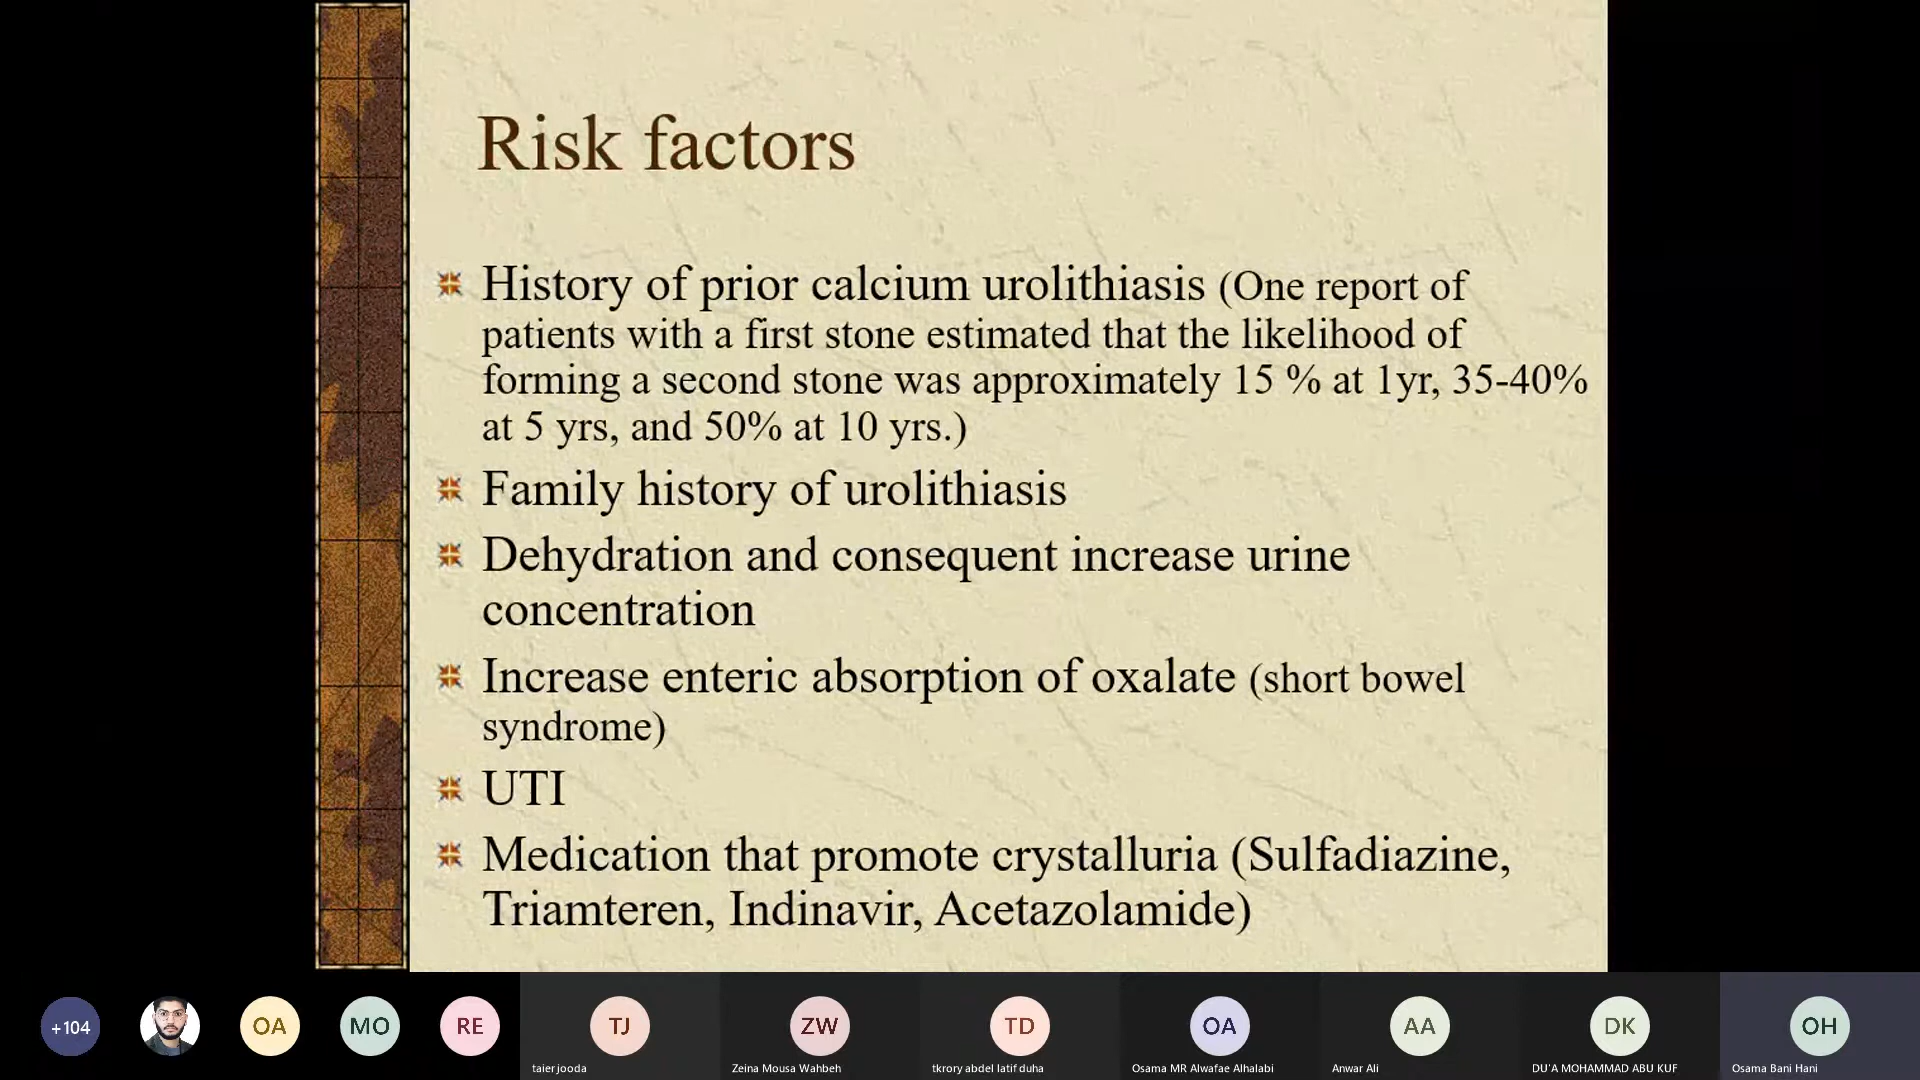 Risk factors
History of prior calcium urolithiasis (One report of
patients with a first stone estimated that the likelihood of
forming a second stone was approximately 15 % at 1yr, 35-40%
at 5 yrs, and 50% at 10 yrs.)
Family history of urolithiasis
Dehydration and consequent increase urine
concentration
Increase enteric absorption of oxalate (short bowel
syndrome)
UTI
Medication that promote crystalluria (Sulfadiazine,
Triamteren, Indinavir, Acetazolamide)
+104
OA
MO
RE
TJ
ZW
TD
OA
AA
DK
OH
taier jooda
Zeina Mousa Wahbeh
tkrory abdel latif duha
Osama MR Alwafae Alhalabi
Anwar Ali
DU'A MOHAMMAD ABU KUF
Osama Bani Hani